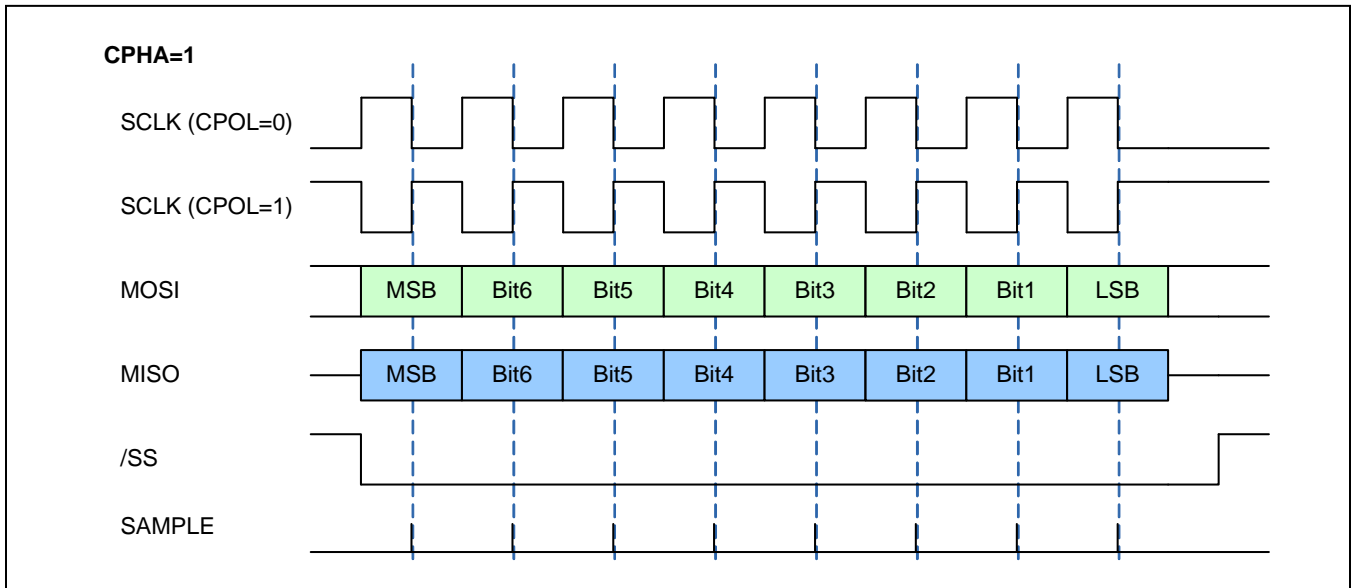 CPHA=1
SCLK (CPOL=0)
SCLK (CPOL=1)
MOSI MSB Bit6 Bit5 Bit4 Bit3 Bit2 Bit1 LSB
MISO MSB Bit6 Bit5 Bit4 Bit3 Bit2 Bit1 LSB
/SS
SAMPLE